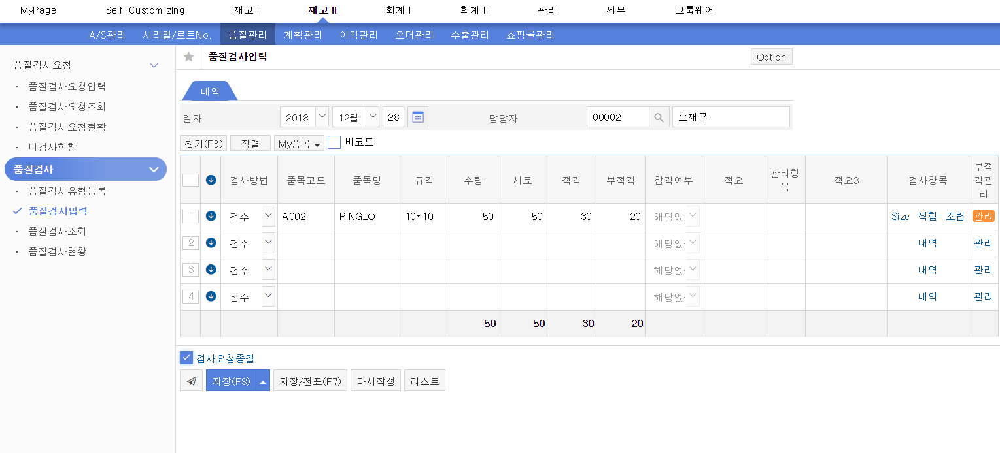 MyPage Self-Customizing 재고 I 재고 II 회계 I 회계 II 관리 세무 그룹웨어
A/S관리 시리얼/로트No. 품질관리 계획관리 이익관리 오더관리 수출관리 쇼핑몰관리
품질검사요청
· 품질검사요청입력
· 품질검사요청조회
· 품질검사요청현황
· 미검사현황
품질검사
· 품질검사유형등록
품질검사입력
· 품질검사조회
· 품질검사현황
품질검사입력 Option
내역
일자 2018 12월 28 담당자 00002 오재근
찾기(F3) 정렬 My품목 바코드
검사방법 품목코드 품목명 규격 수량 시료 적격 부적격 합격여부 적요 관리항목 적요3 검사항목 부적격관리
1 전수 A002 RING_O 10*10 50 50 30 20 해당없· Size 찍힘 조립 관리
2 전수 해당없· 내역 관리
3 전수 해당없· 내역 관리
4 전수 해당없· 내역 관리
50 50 30 20
검사요청종결
저장(F8) 저장/전표(F7) 다시작성 리스트